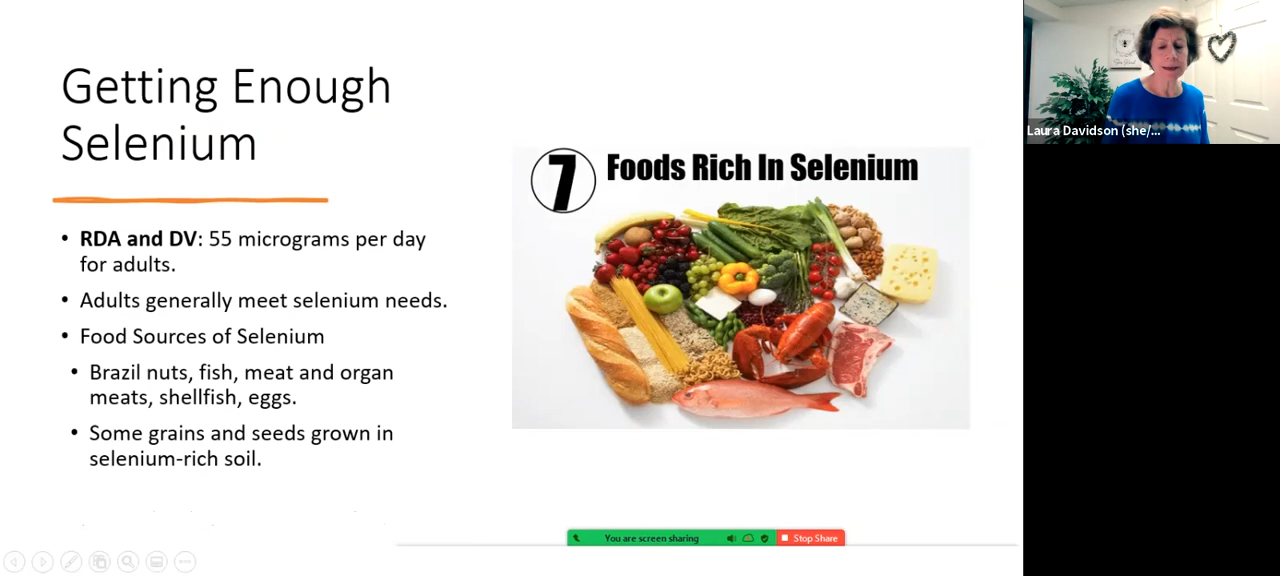 Getting Enough
Selenium
• RDA and DV: 55 micrograms per day
for adults.
• Adults generally meet selenium needs.
• Food Sources of Selenium
• Brazil nuts, fish, meat and organ
meats, shellfish, eggs.
• Some grains and seeds grown in
selenium-rich soil.
7 Foods Rich In Selenium
You are screen sharing
Stop Share
Laura Davidson (she/...